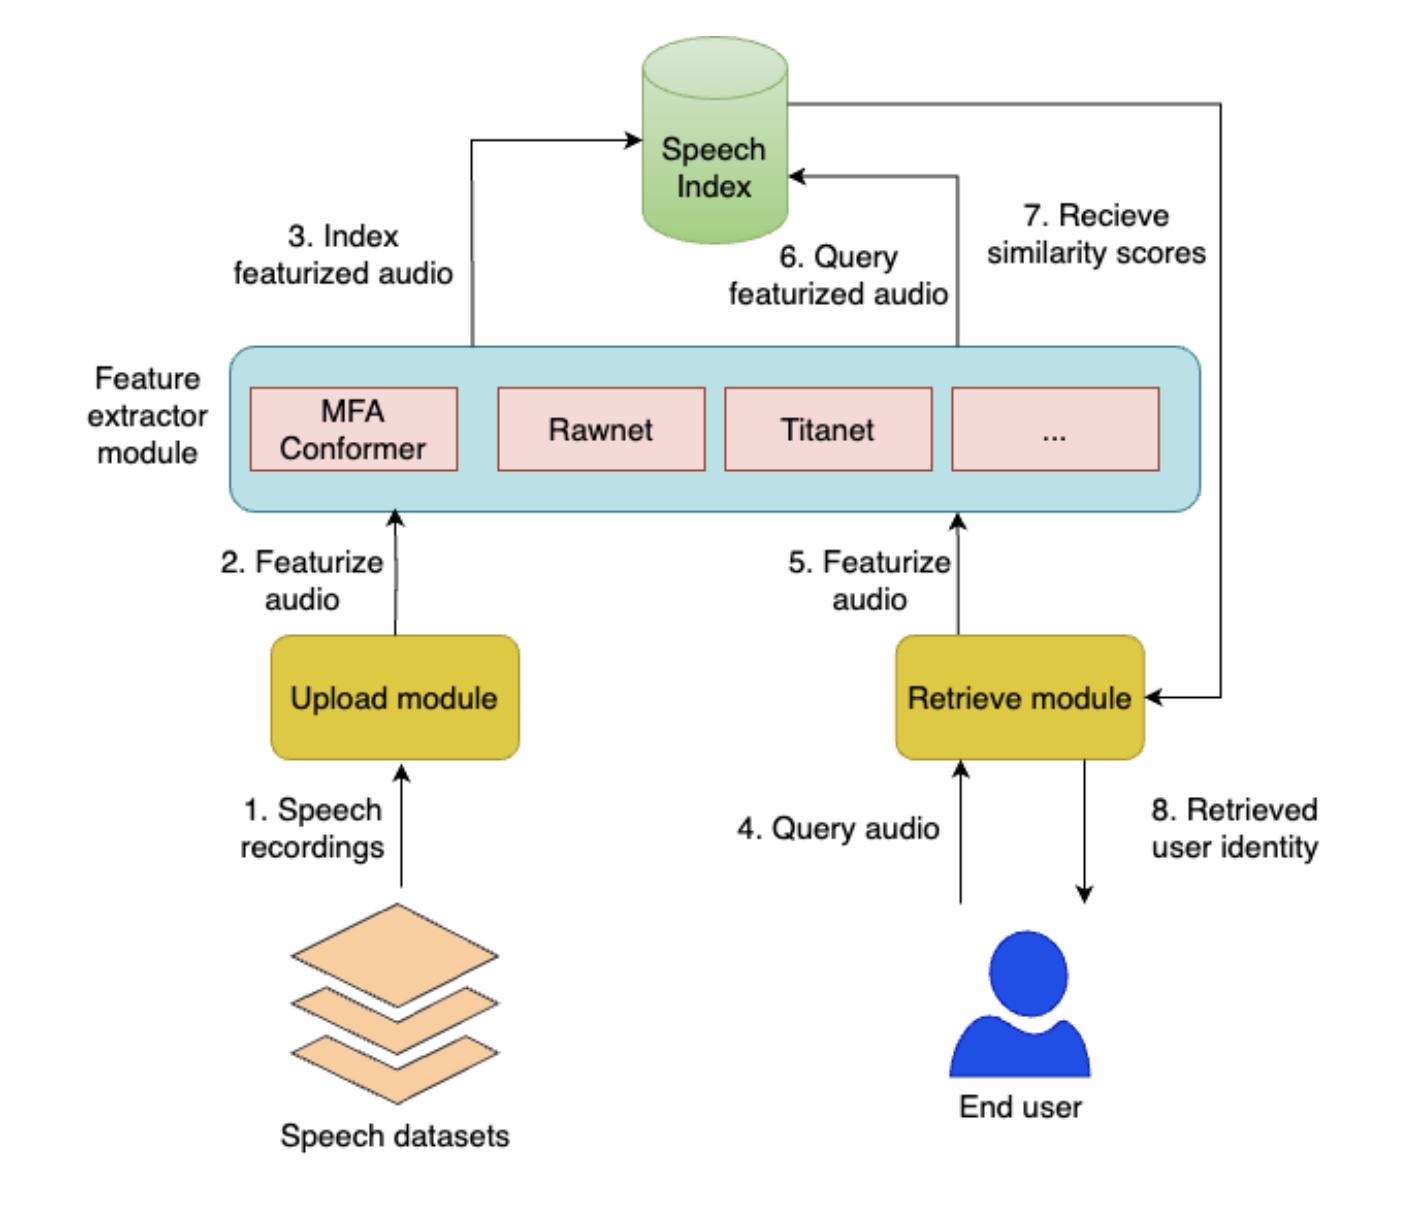 Speech
Index
3. Index
featurized audio
6. Query
featurized audio
7. Recieve
similarity scores
Feature
extractor
module
MFA
Conformer
Rawnet
Titanet
...
2. Featurize
audio
5. Featurize
audio
Upload module
Retrieve module
1. Speech
recordings
4. Query audio
8. Retrieved
user identity
Speech datasets
End user